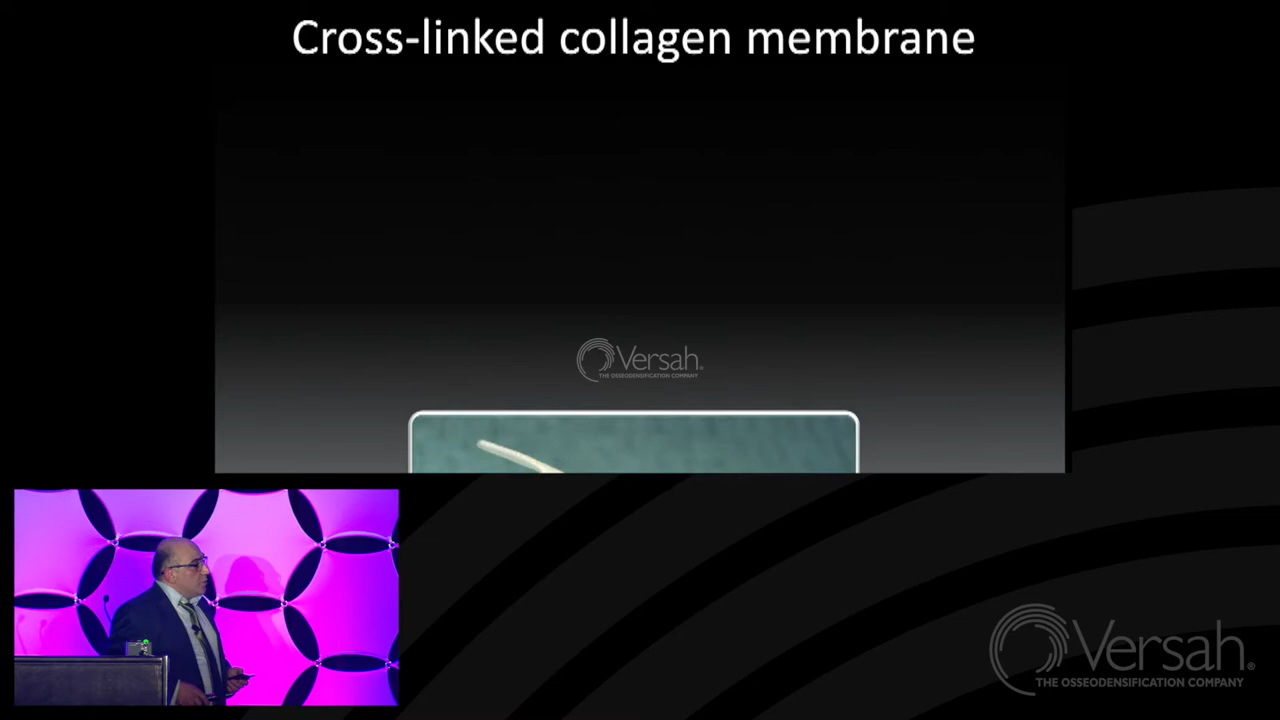 Cross-linked collagen membrane
Versah®
THE OSSEODENSIFICATION COMPANY
Versah®
THE OSSEODENSIFICATION COMPANY